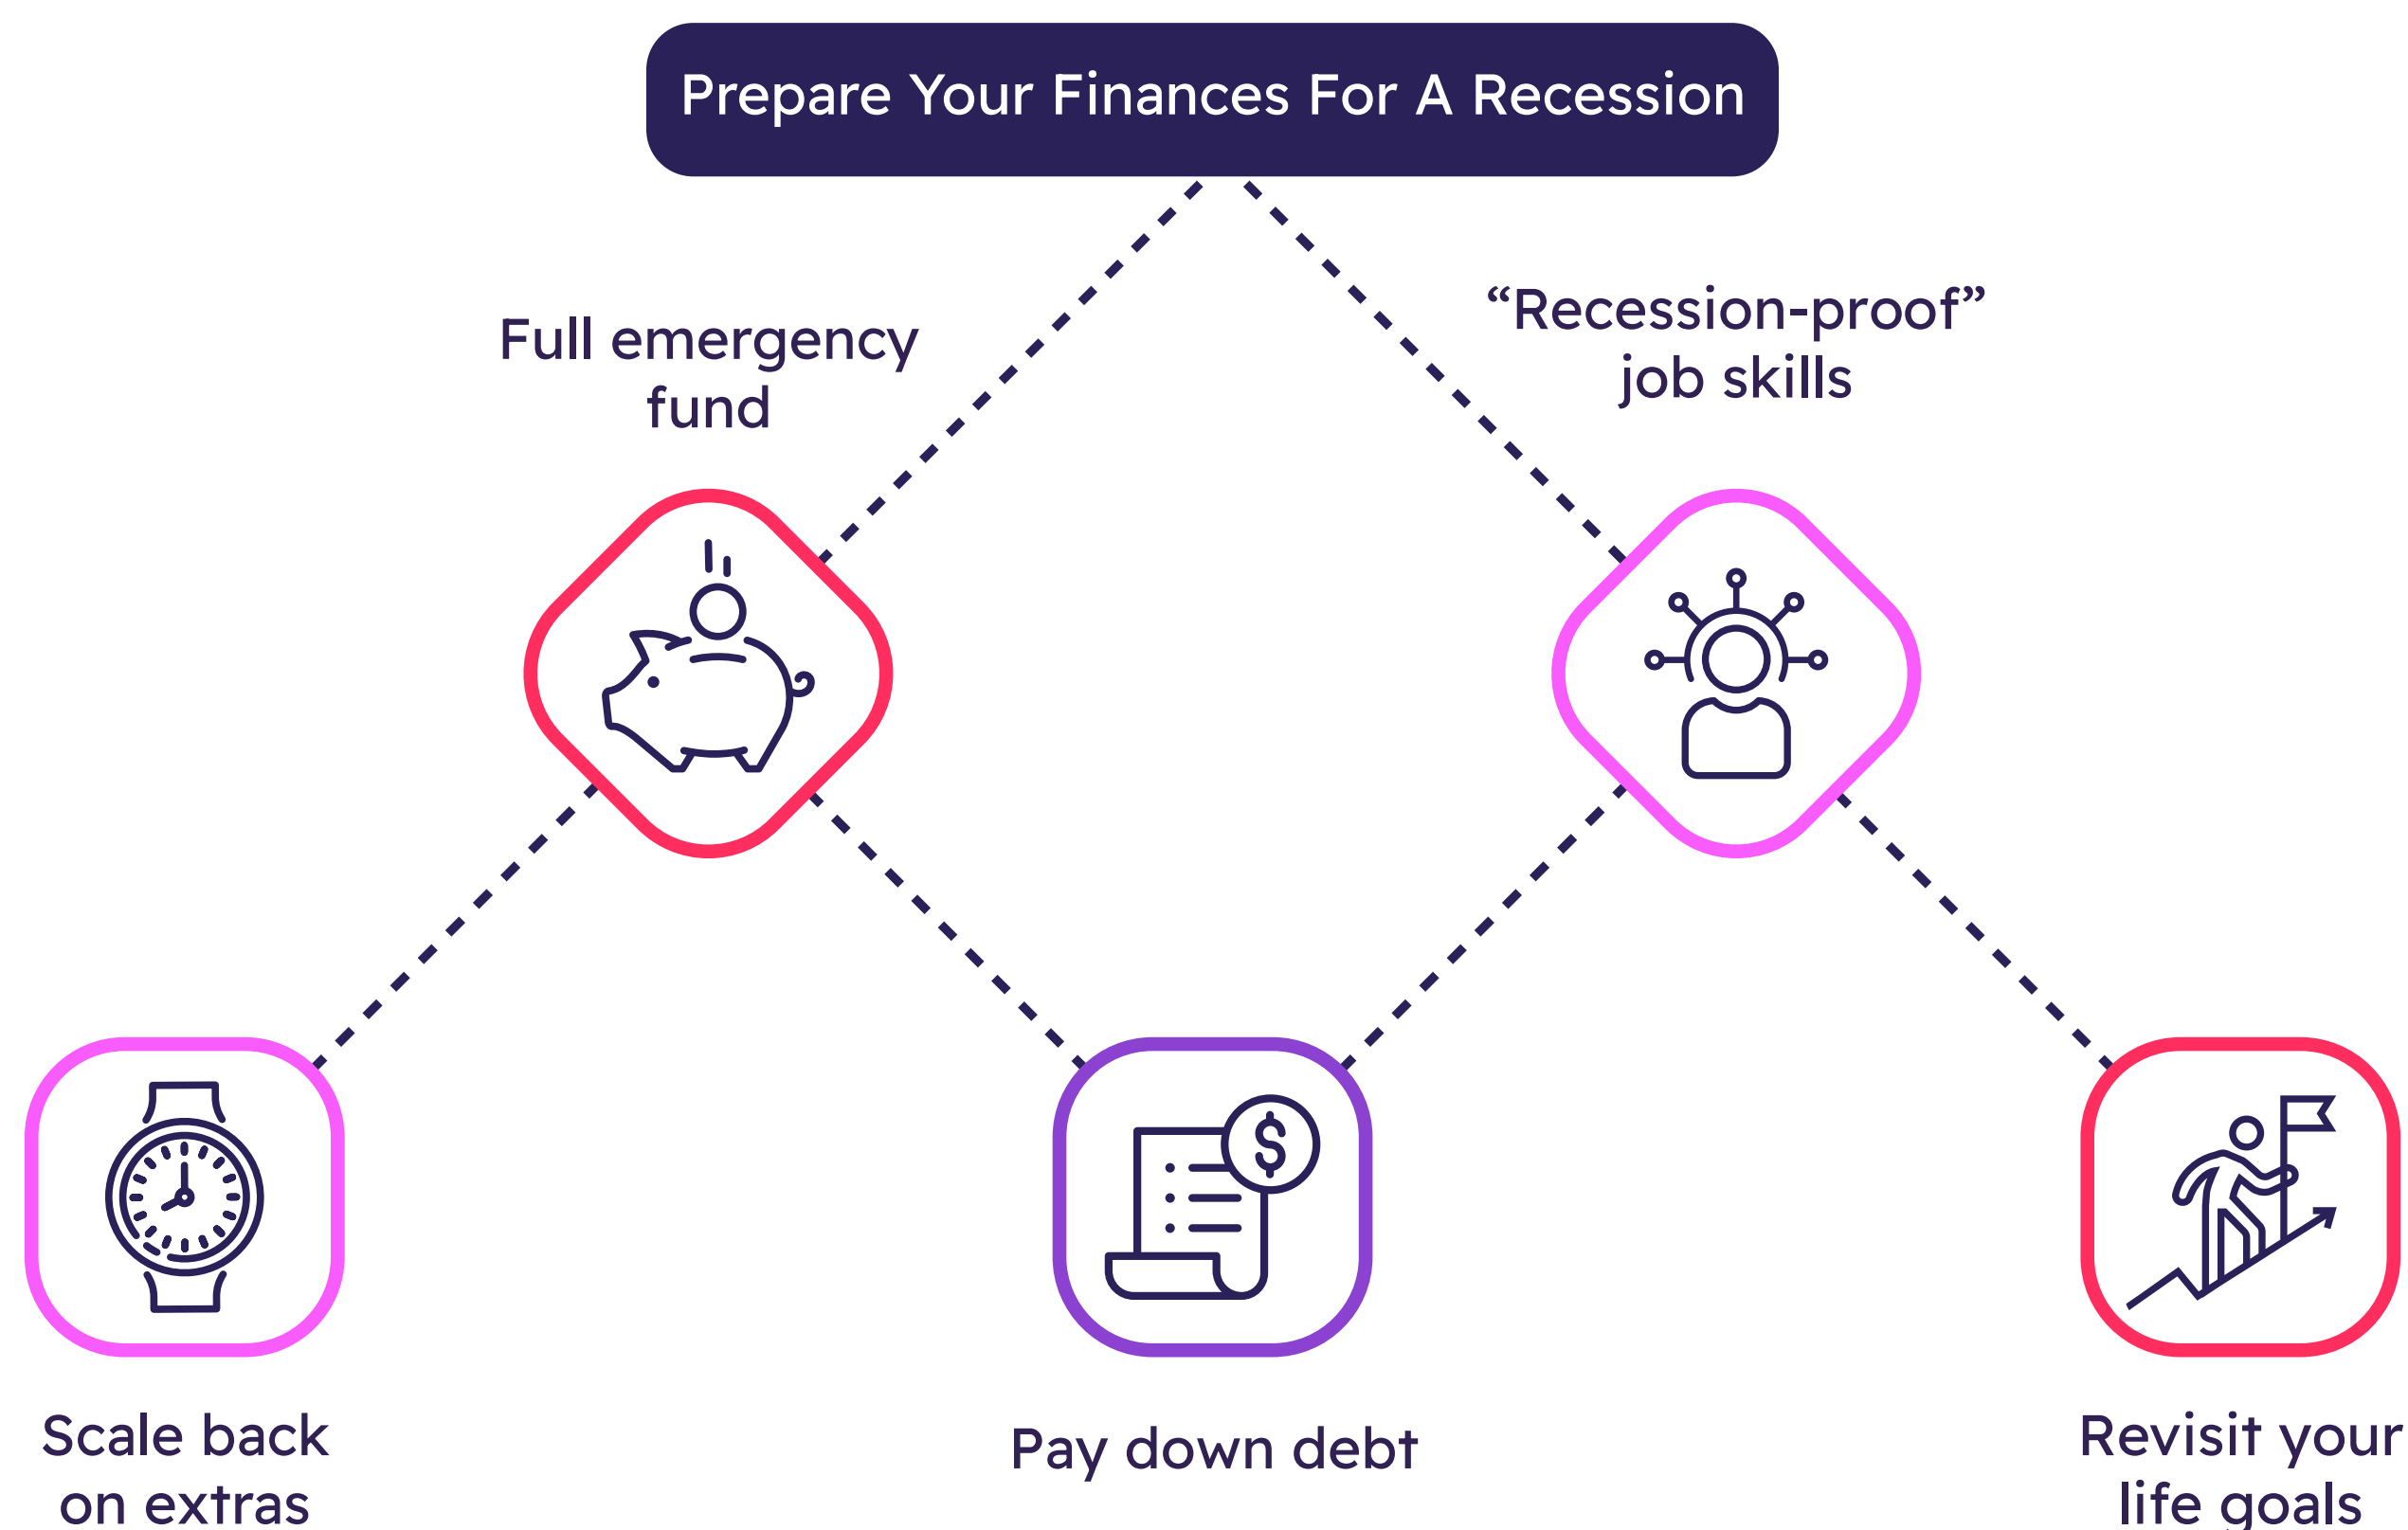 Prepare Your Finances For A Recession
Full emergency
fund
“Recession-proof”
job skills
$
Scale back
on extras
Pay down debt
Revisit your
life goals